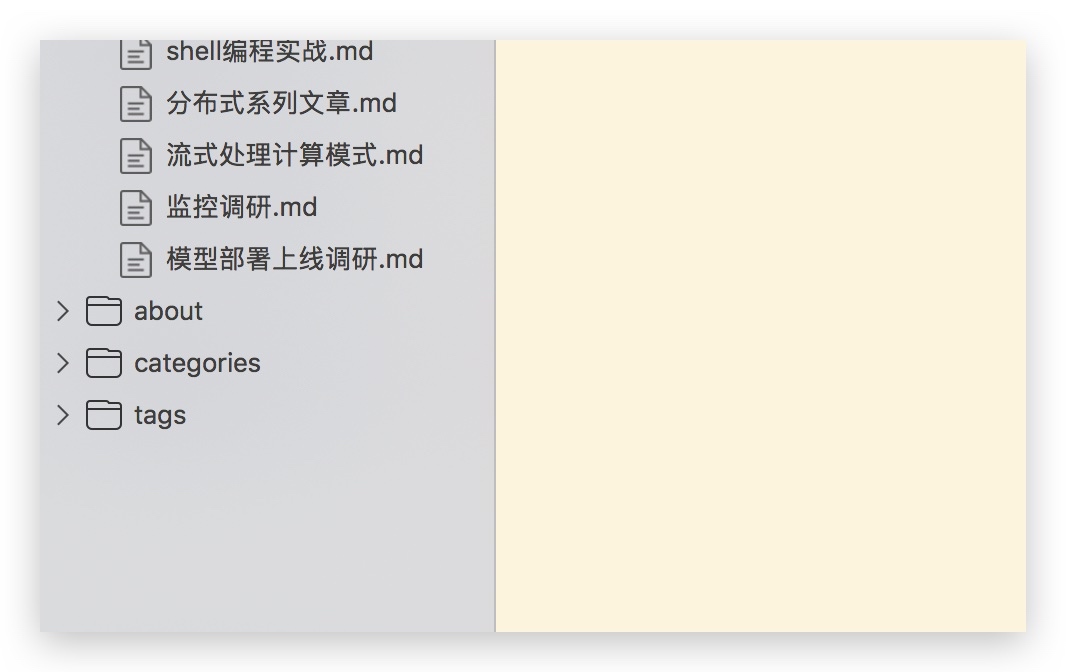 shell编程实战.md
分布式系列文章.md
流式处理计算模式.md
监控调研.md
模型部署上线调研.md
about
categories
tags